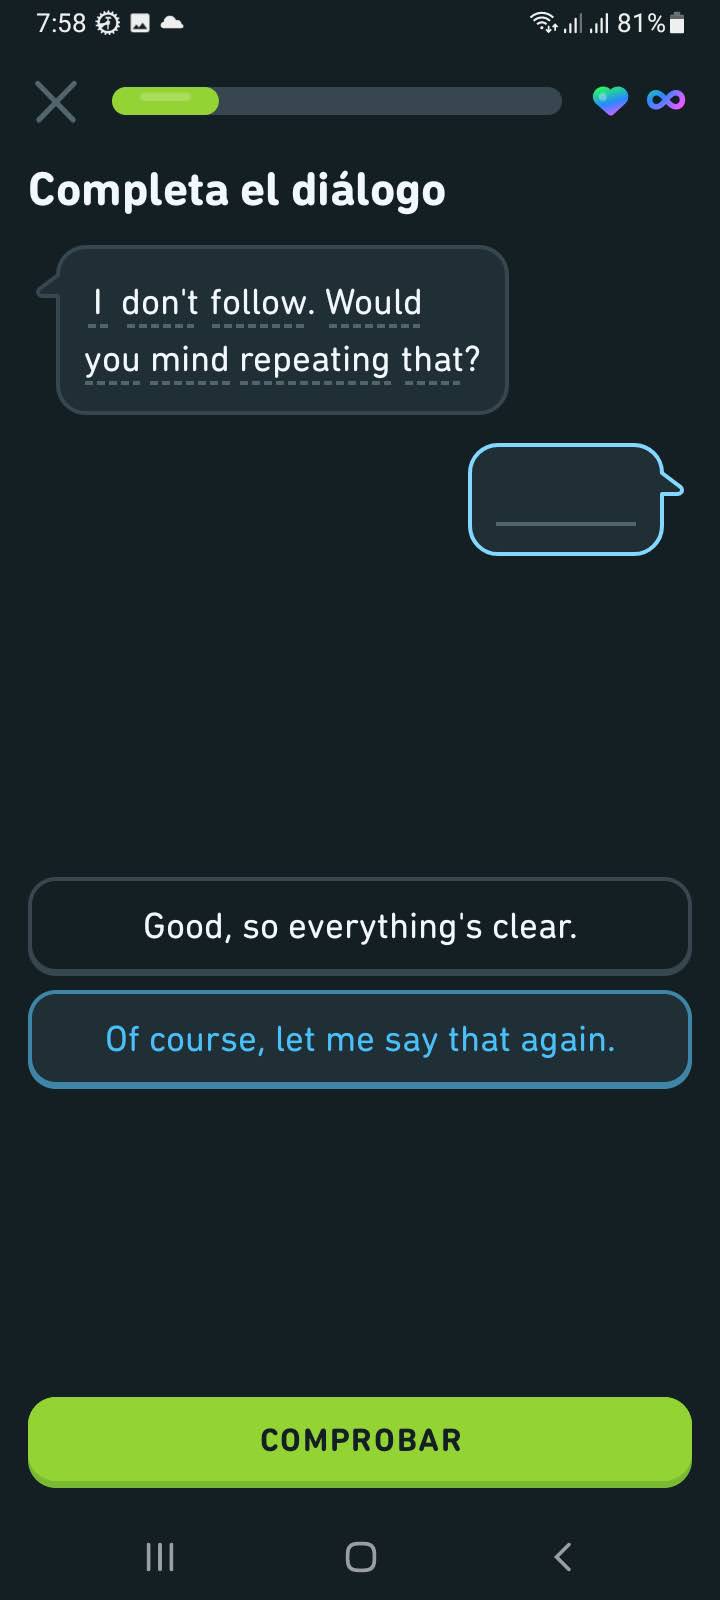 7:58 81%
Completa el diálogo
I don't follow. Would
you mind repeating that?
Good, so everything's clear.
Of course, let me say that again.
COMPROBAR